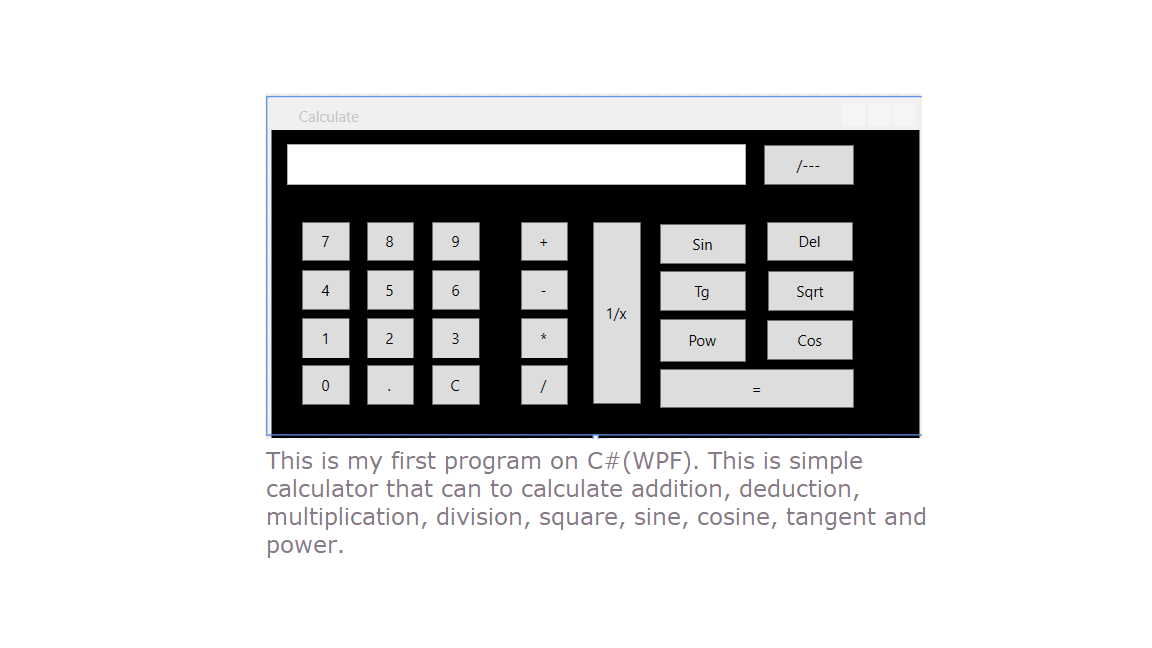 Calculate
/---
7 8 9 + 1/x Sin Del
4 5 6 - Tg Sqrt
1 2 3 * Pow Cos
0 . C / =
This is my first program on C#(WPF). This is simple
calculator that can to calculate addition, deduction,
multiplication, division, square, sine, cosine, tangent and
power.